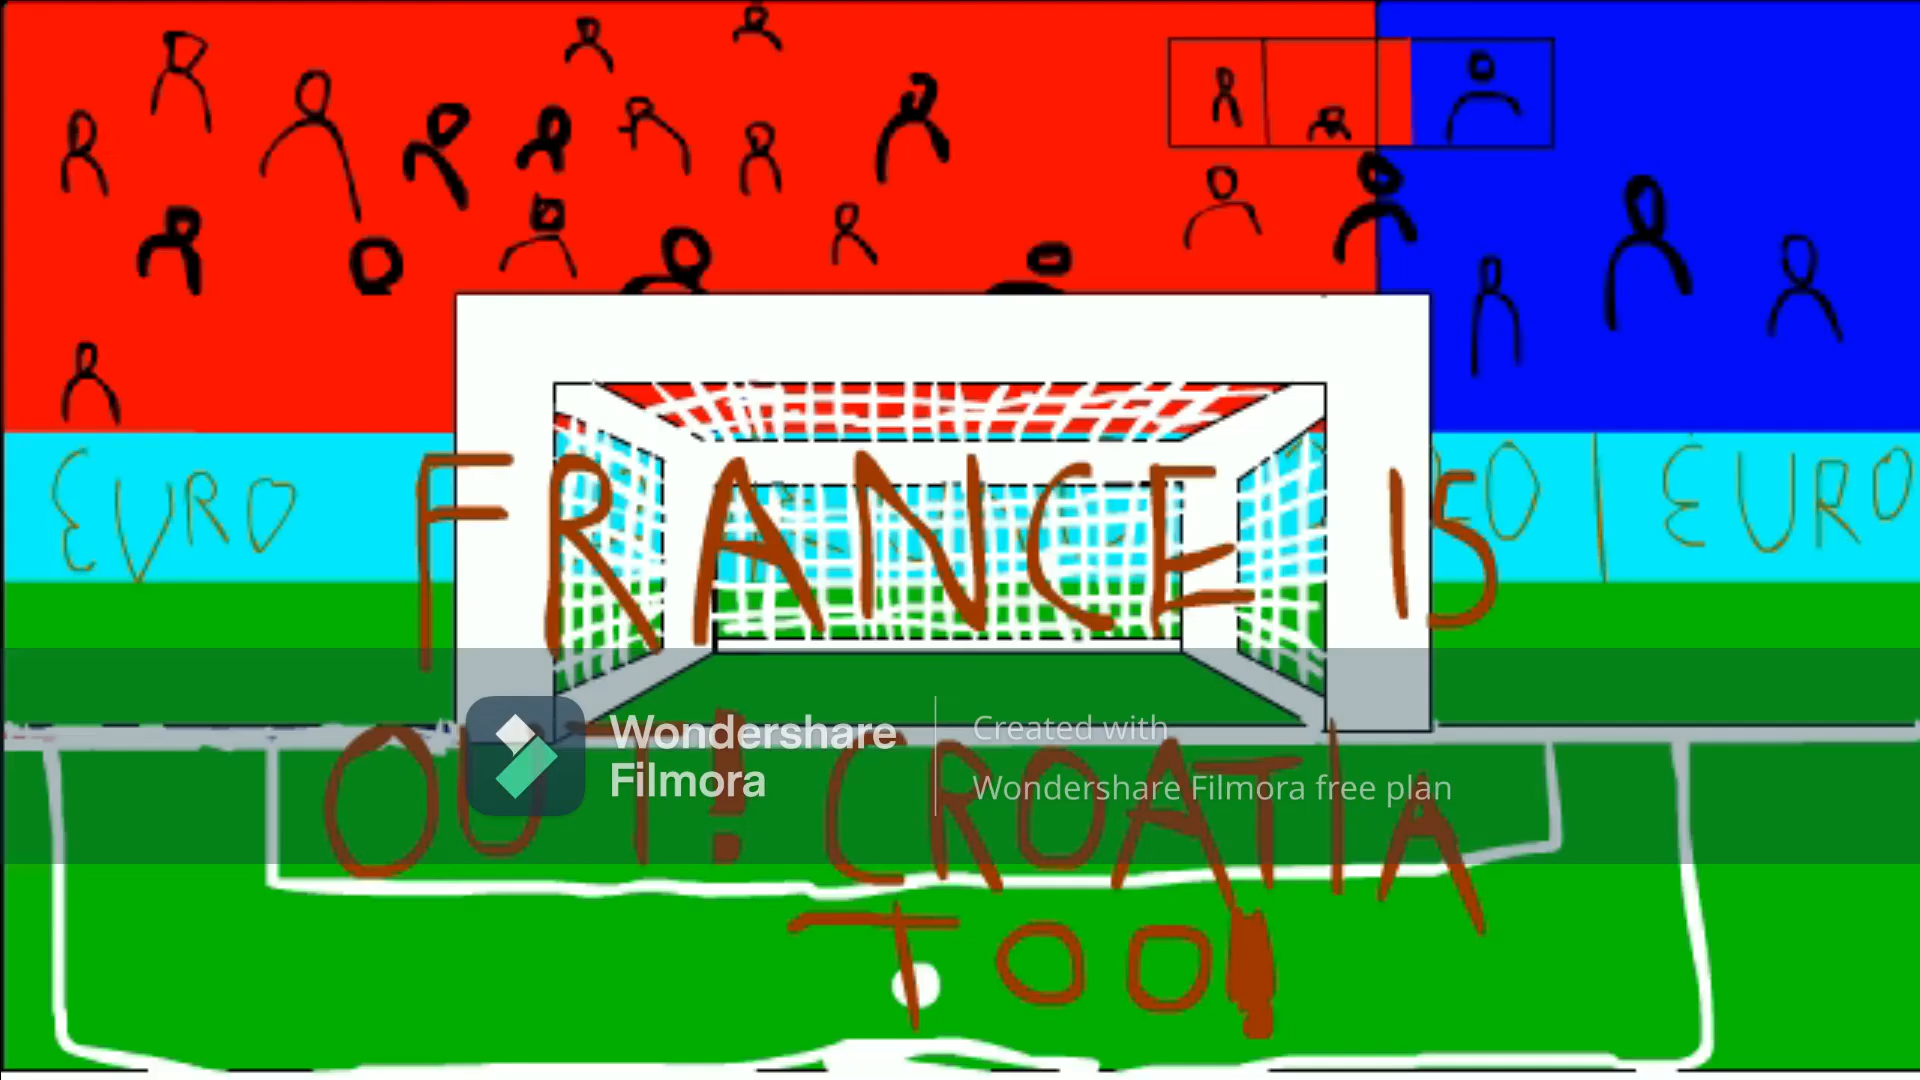 EURO
O | EURO
FRANCE IS
OUT! CROATIA
TOO!
Wondershare
Filmora
Created with
Wondershare Filmora free plan